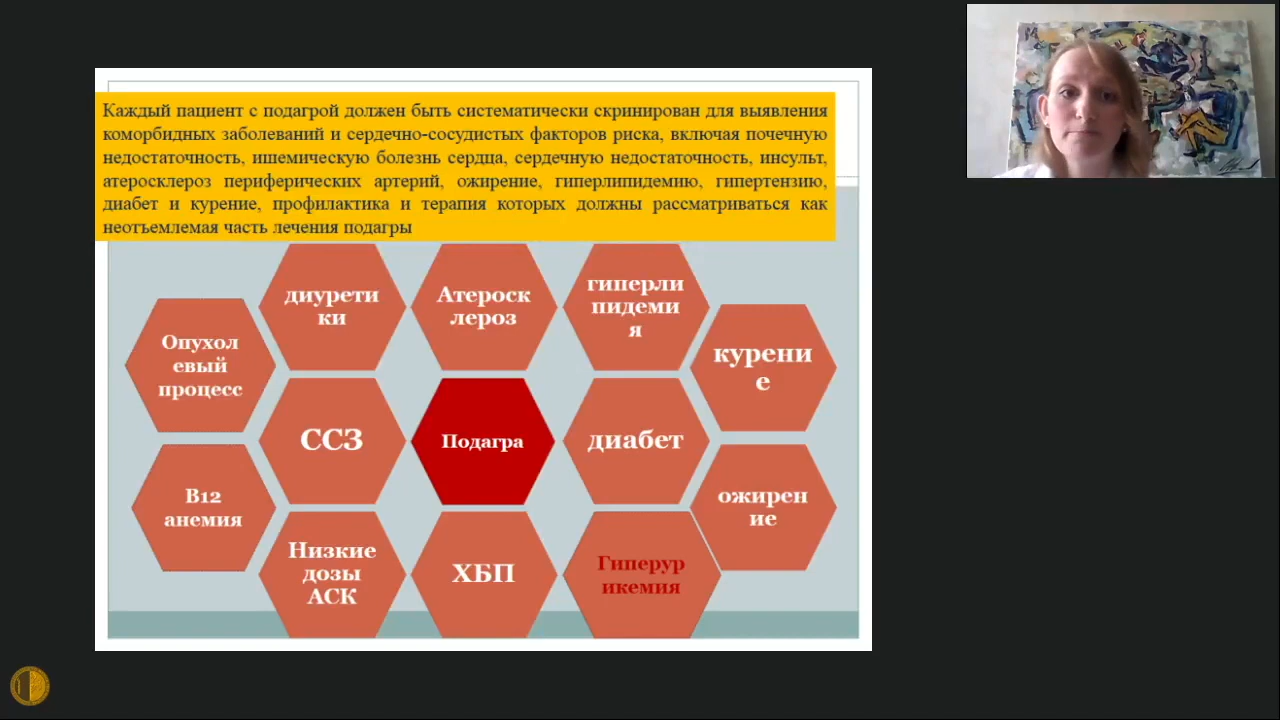 Каждый пациент с подагрой должен быть систематически скринирован для выявления
коморбидных заболеваний и сердечно-сосудистых факторов риска, включая почечную
недостаточность, ишемическую болезнь сердца, сердечную недостаточность, инсульт,
атеросклероз периферических артерий, ожирение, гиперлипидемию, гипертензию,
диабет и курение, профилактика и терапия которых должны рассматриваться как
неотъемлемая часть лечения подагры
диурети
ки
Атероск
лероз
гиперли
пидеми
я
Опухол
евый
процесс
курени
е
ССЗ
Подагра
диабет
В12
анемия
ожирен
ие
Низкие
дозы
АСК
ХБП
Гиперур
икемия